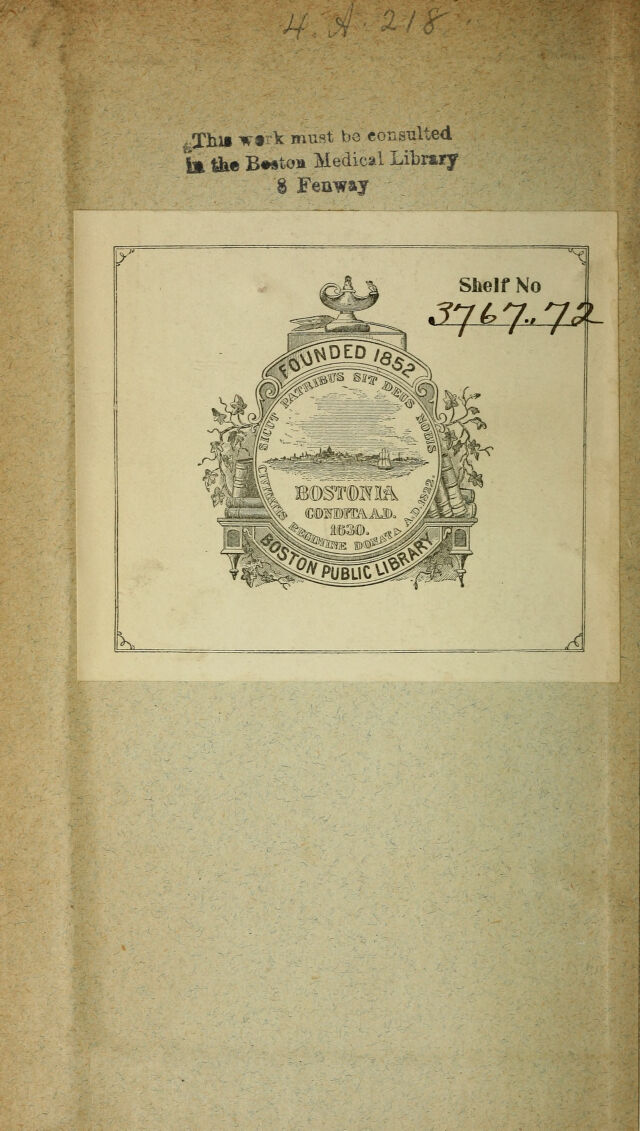 4. A. 218
This work must be consulted
in the Boston Medical Library
8 Fenway
Shelf No
3767..72
FOUNDED 1852
SICUT PATRIBUS SIT DEUS NOBIS
BOSTONIA
CONDITA A.D.
1630.
CIVITATIS REGIMINE DONATA A.D. 1822.
BOSTON PUBLIC LIBRARY